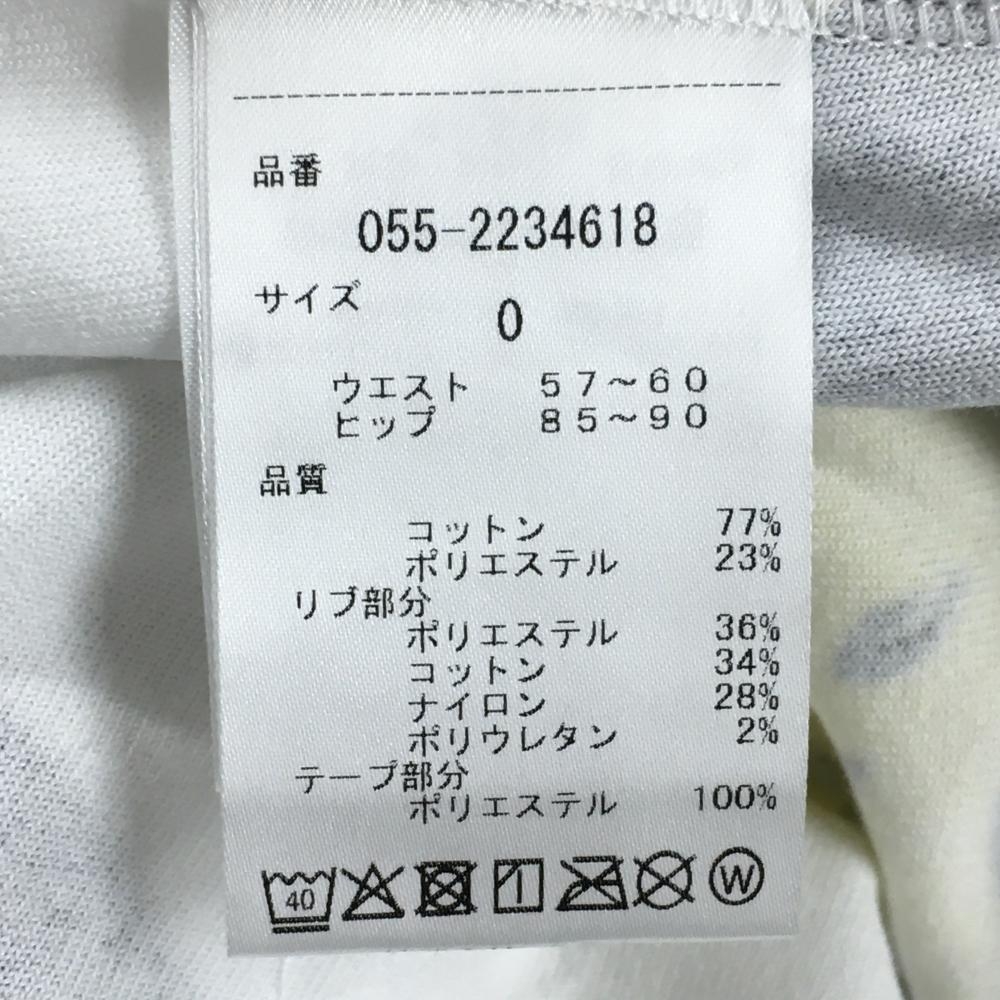 品番
055-2234618
サイズ
0
ウエスト 57～60
ヒップ 85～90
品質
コットン 77%
ポリエステル 23%
リブ部分
ポリエステル 36%
コットン 34%
ナイロン 28%
ポリウレタン 2%
テープ部分
ポリエステル 100%
40 W